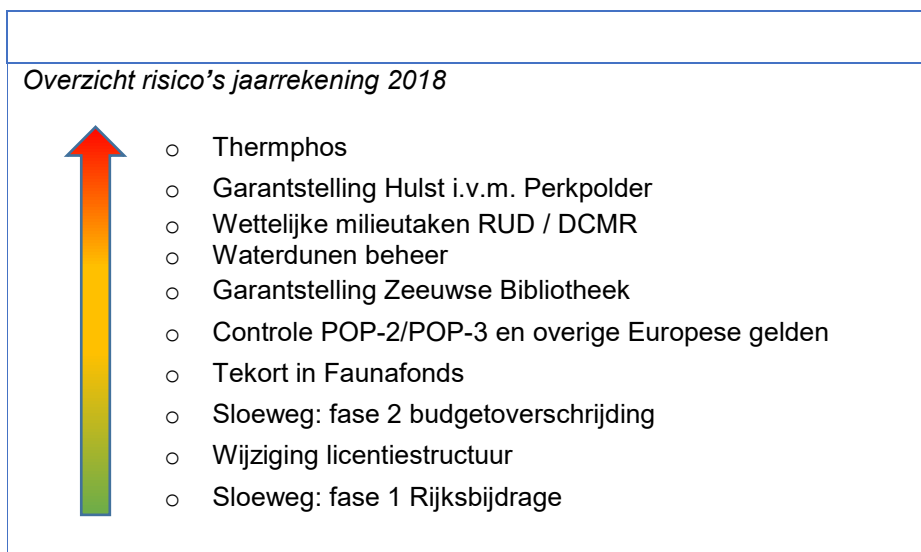 Overzicht risico's jaarrekening 2018
o Thermphos
o Garantstelling Hulst i.v.m. Perkpolder
o Wettelijke milieutaken RUD / DCMR
o Waterdunen beheer
o Garantstelling Zeeuwse Bibliotheek
o Controle POP-2/POP-3 en overige Europese gelden
o Tekort in Faunafonds
o Sloeweg: fase 2 budgetoverschrijding
o Wijziging licentiestructuur
o Sloeweg: fase 1 Rijksbijdrage